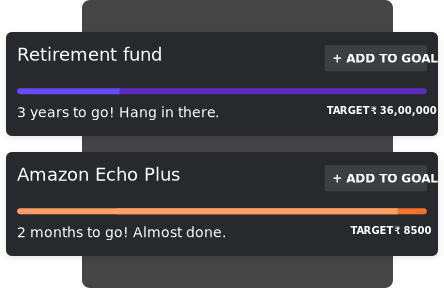 Retirement fund
+ ADD TO GOAL
3 years to go! Hang in there.
TARGET₹ 36,00,000
Amazon Echo Plus
+ ADD TO GOAL
2 months to go! Almost done.
TARGET₹ 8500